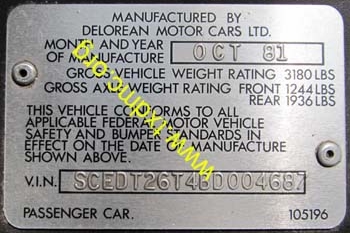 MANUFACTURED BY
DELOREAN MOTOR CARS LTD.
MONTH AND YEAR
OF MANUFACTURE OCT 81
GROSS VEHICLE WEIGHT RATING 3180 LBS
GROSS AXLE WEIGHT RATING FRONT 1244 LBS
REAR 1936 LBS
THIS VEHICLE CONFORMS TO ALL
APPLICABLE FEDERAL MOTOR VEHICLE
SAFETY AND BUMPER STANDARDS IN
EFFECT ON THE DATE OF MANUFACTURE
SHOWN ABOVE.
V.I.N. SCEDT26T4BD004687
PASSENGER CAR. 105196